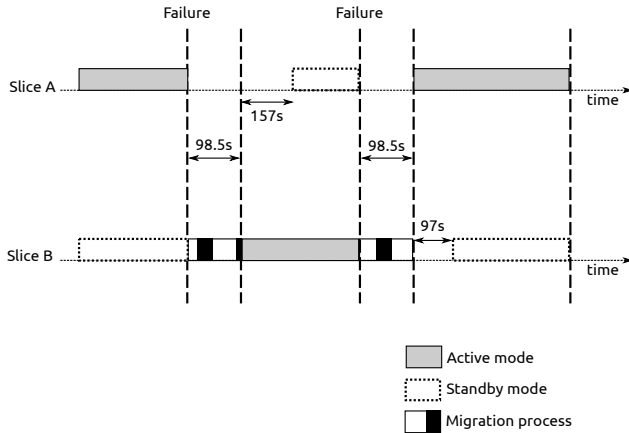 Failure
Failure
Slice A
time
157s
98.5s
98.5s
97s
Slice B
time
Active mode
Standby mode
Migration process